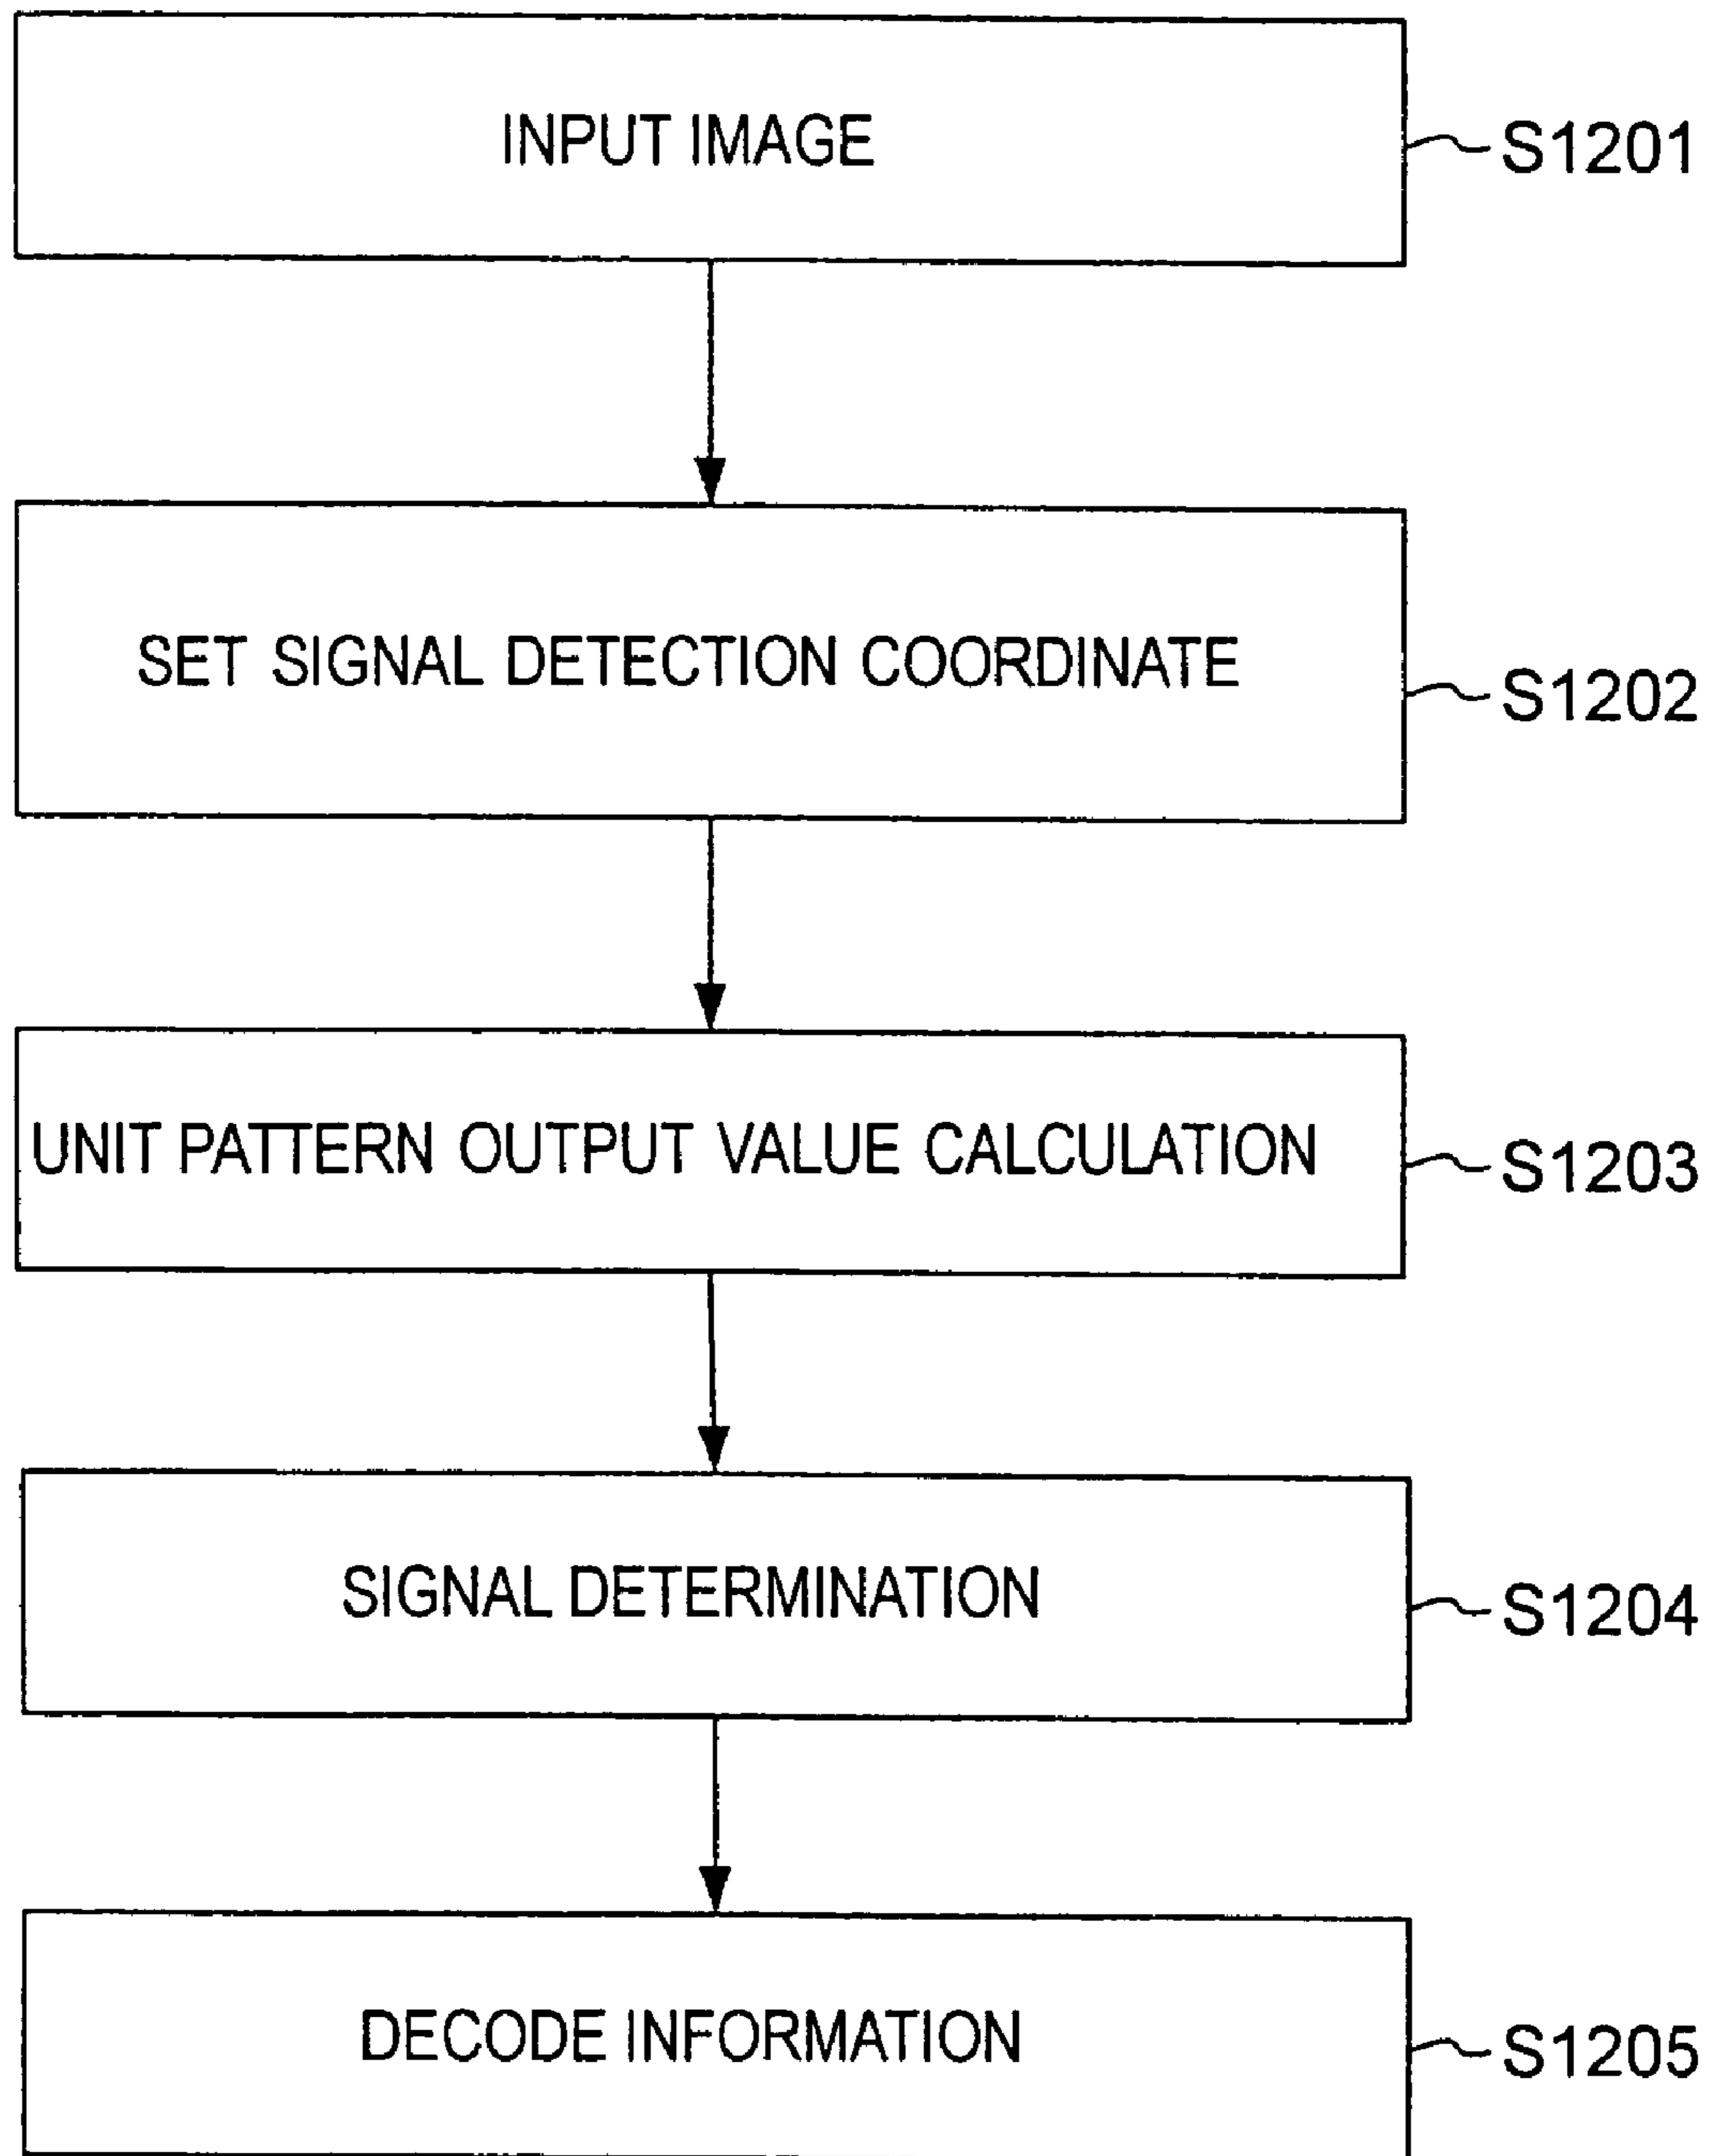 INPUT IMAGE
S1201
SET SIGNAL DETECTION COORDINATE
S1202
UNIT PATTERN OUTPUT VALUE CALCULATION
S1203
SIGNAL DETERMINATION
S1204
DECODE INFORMATION
S1205